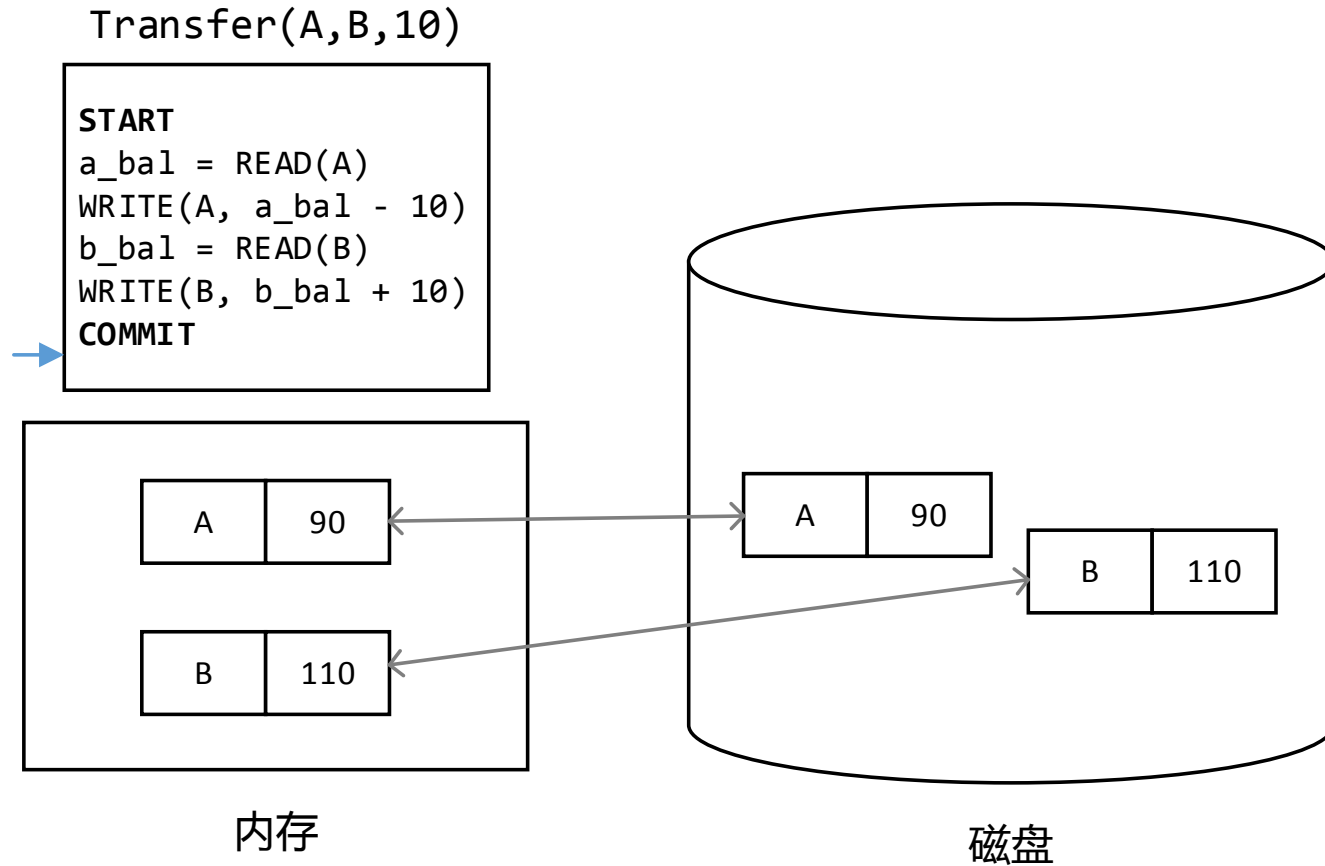 Transfer(A,B,10)
START
a_bal = READ(A)
WRITE(A, a_bal - 10)
b_bal = READ(B)
WRITE(B, b_bal + 10)
COMMIT
A 90
B 110
内存
A 90
B 110
磁盘